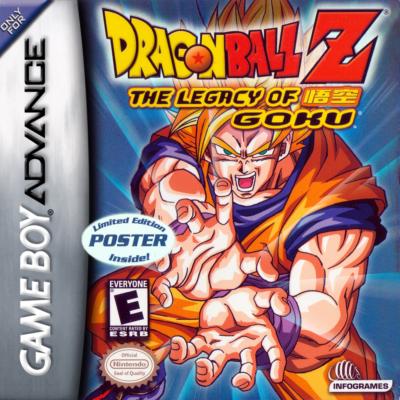 ONLY FOR
GAME BOY ADVANCE
DRAGON BALL Z
THE LEGACY OF 悟空
GOKU
Limited Edition
POSTER
Inside!
EVERYONE
E
CONTENT RATED BY
ESRB
Official
Nintendo
Seal of Quality
INFOGRAMES